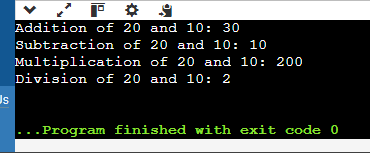 Addition of 20 and 10: 30
Subtraction of 20 and 10: 10
Multiplication of 20 and 10: 200
Division of 20 and 10: 2
Us
...Program finished with exit code 0